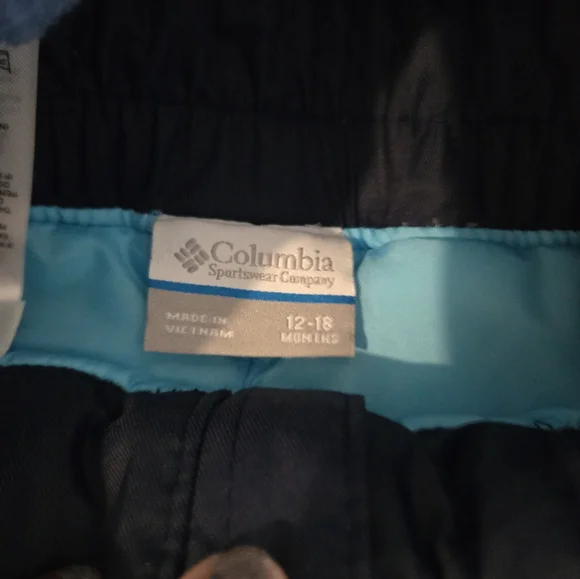 Columbia
Sportswear Company
MADE IN
VIETNAM
12-18
MONTHS